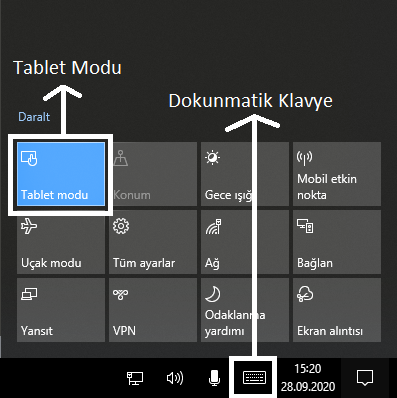 Tablet Modu
Dokunmatik Klavye
Daralt
Tablet modu
Konum
Gece ışığı
Mobil etkin
nokta
Uçak modu
Tüm ayarlar
Ağ
Bağlan
Yansıt
VPN
Odaklanma
yardımı
Ekran alıntısı
15:20
28.09.2020